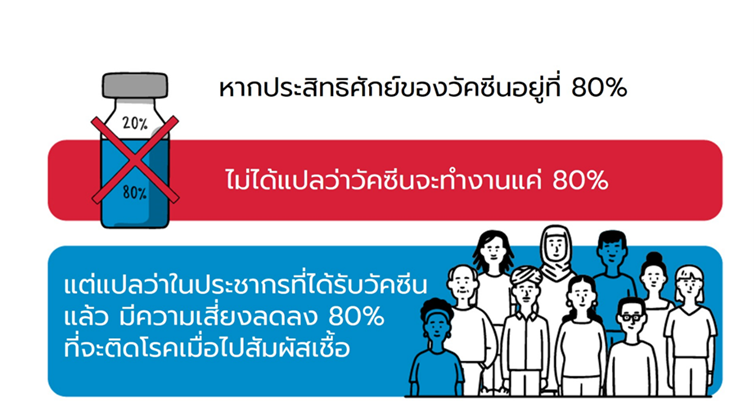 หากประสิทธิศักย์ของวัคซีนอยู่ที่ 80%
20%
80%
ไม่ได้แปลว่าวัคซีนจะทำงานแค่ 80%
แต่แปลว่าในประชากรที่ได้รับวัคซีน
แล้ว มีความเสี่ยงลดลง 80%
ที่จะติดโรคเมื่อไปสัมผัสเชื้อ